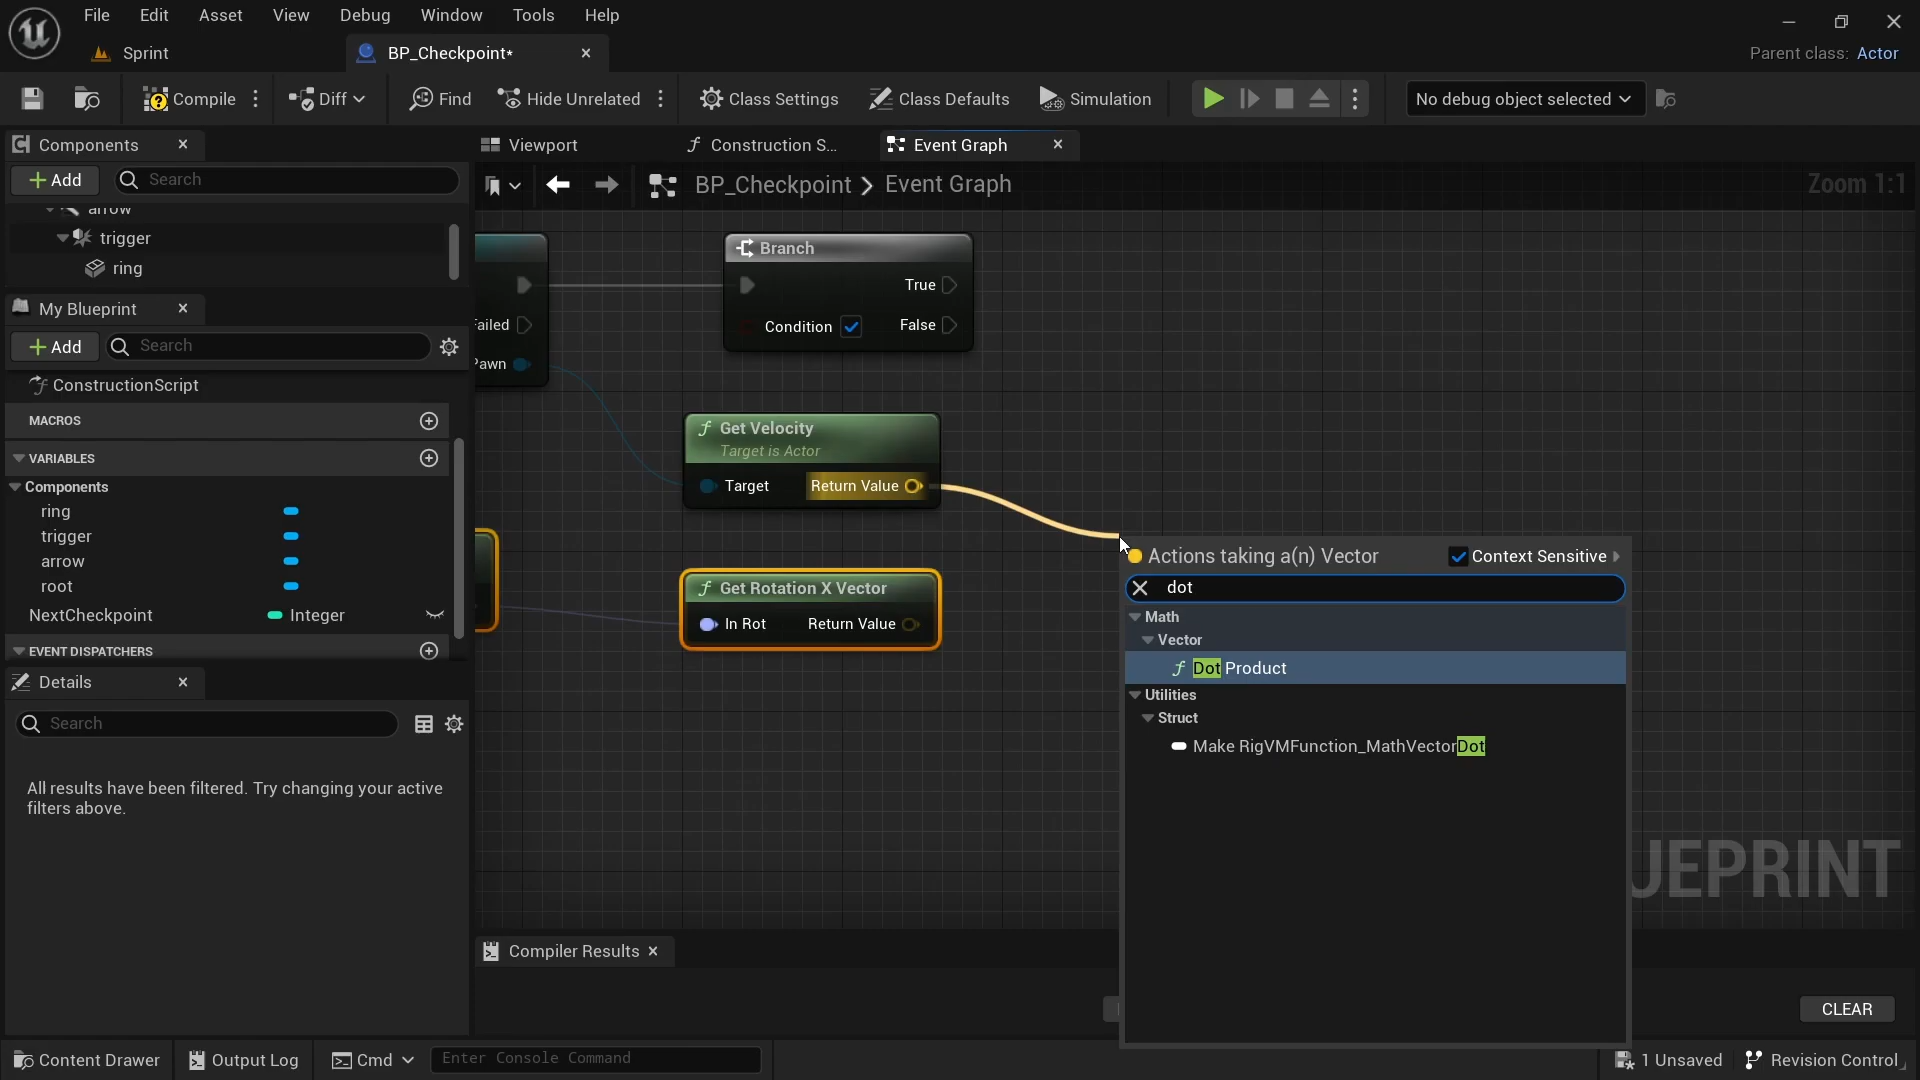 File Edit Asset View Debug Window Tools Help
Sprint
BP_Checkpoint*
Parent class: Actor
Compile
Diff
Find
Hide Unrelated
Class Settings
Class Defaults
Simulation
No debug object selected
Components
Add
Search
arrow
trigger
ring
My Blueprint
Add
Search
ConstructionScript
MACROS
VARIABLES
Components
ring
trigger
arrow
root
NextCheckpoint Integer
EVENT DISPATCHERS
Details
Search
All results have been filtered. Try changing your active
filters above.
Viewport
Construction S...
Event Graph
BP_Checkpoint > Event Graph
Zoom 1:1
Failed
Pawn
Branch
True
Condition
False
Get Velocity
Target is Actor
Target Return Value
Get Rotation X Vector
In Rot Return Value
Actions taking a(n) Vector
Context Sensitive
dot
Math
Vector
Dot Product
Utilities
Struct
Make RigVMFunction_MathVectorDot
UEPRINT
Compiler Results
CLEAR
Content Drawer
Output Log
Cmd
Enter Console Command
1 Unsaved
Revision Control